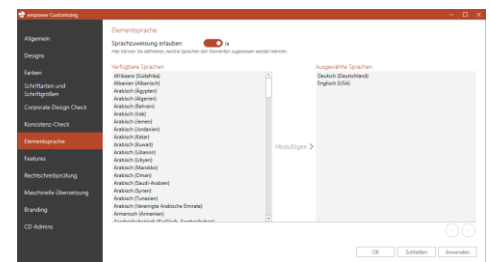 empower Customizing
Allgemein
Designs
Farben
Schriftarten und
Schriftgrößen
Corporate Design Check
Konsistenz-Check
Elementsprache
Features
Rechtschreibprüfung
Maschinelle Übersetzung
Branding
CD Admins
Elementsprache
Sprachzuweisung erlauben
Ja
Hier können Sie definieren, welche Sprachen den Elementen zugewiesen werden können.
Verfügbare Sprachen
Afrikaans (Südafrika)
Albanien (Albanisch)
Arabisch (Ägypten)
Arabisch (Algerien)
Arabisch (Bahrain)
Arabisch (Irak)
Arabisch (Jemen)
Arabisch (Jordanien)
Arabisch (Katar)
Arabisch (Kuwait)
Arabisch (Libanon)
Arabisch (Libyen)
Arabisch (Marokko)
Arabisch (Oman)
Arabisch (Saudi-Arabien)
Arabisch (Syrien)
Arabisch (Tunesien)
Arabisch (Vereinigte Arabische Emirate)
Armenisch (Armenien)
Hinzufügen
Ausgewählte Sprachen
Deutsch (Deutschland)
Englisch (USA)
OK
Schließen
Anwenden